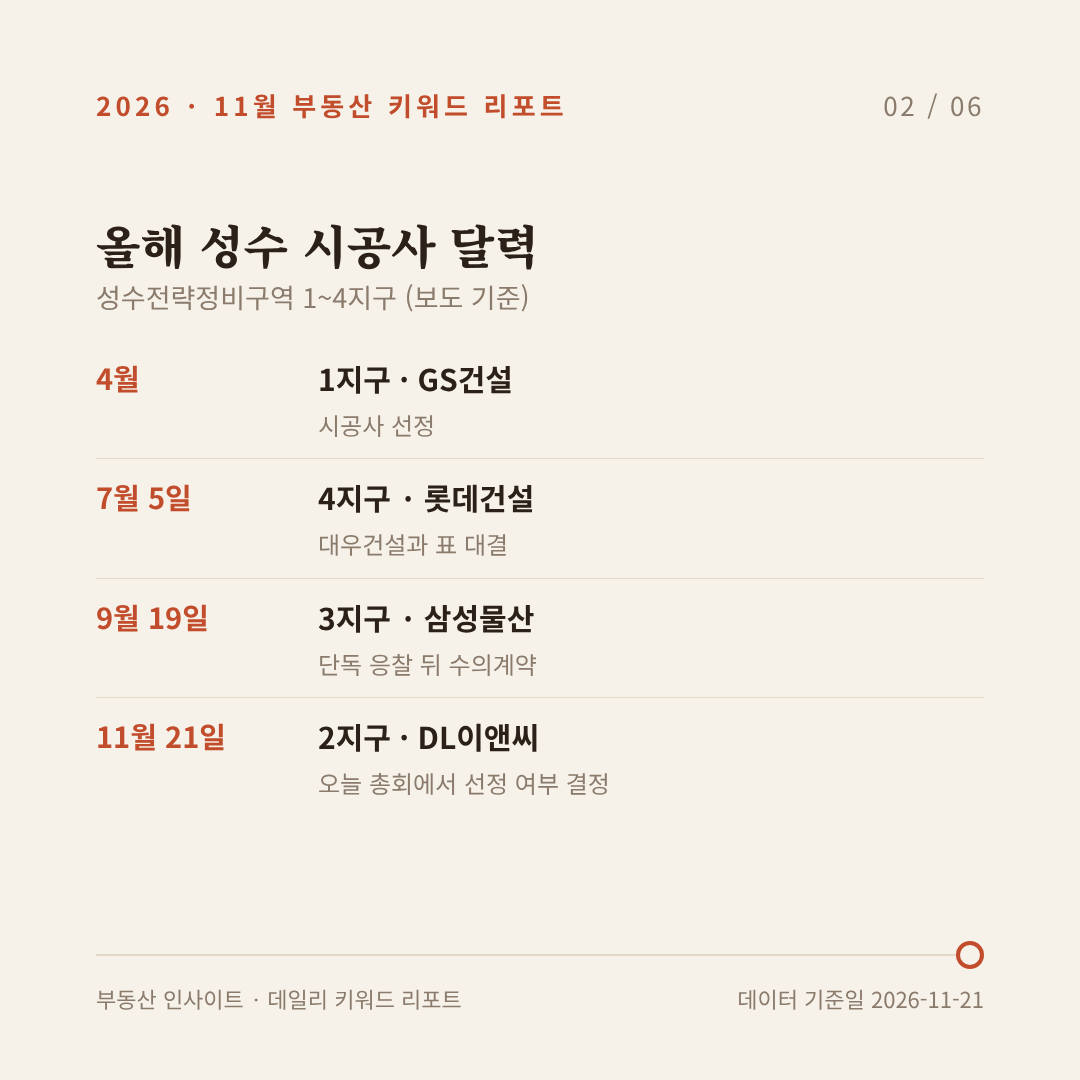 2026 · 11월 부동산 키워드 리포트
02 / 06
올해 성수 시공사 달력
성수전략정비구역 1~4지구 (보도 기준)
4월
1지구 · GS건설
시공사 선정
7월 5일
4지구 · 롯데건설
대우건설과 표 대결
9월 19일
3지구 · 삼성물산
단독 응찰 뒤 수의계약
11월 21일
2지구 · DL이앤씨
오늘 총회에서 선정 여부 결정
부동산 인사이트 · 데일리 키워드 리포트
데이터 기준일 2026-11-21